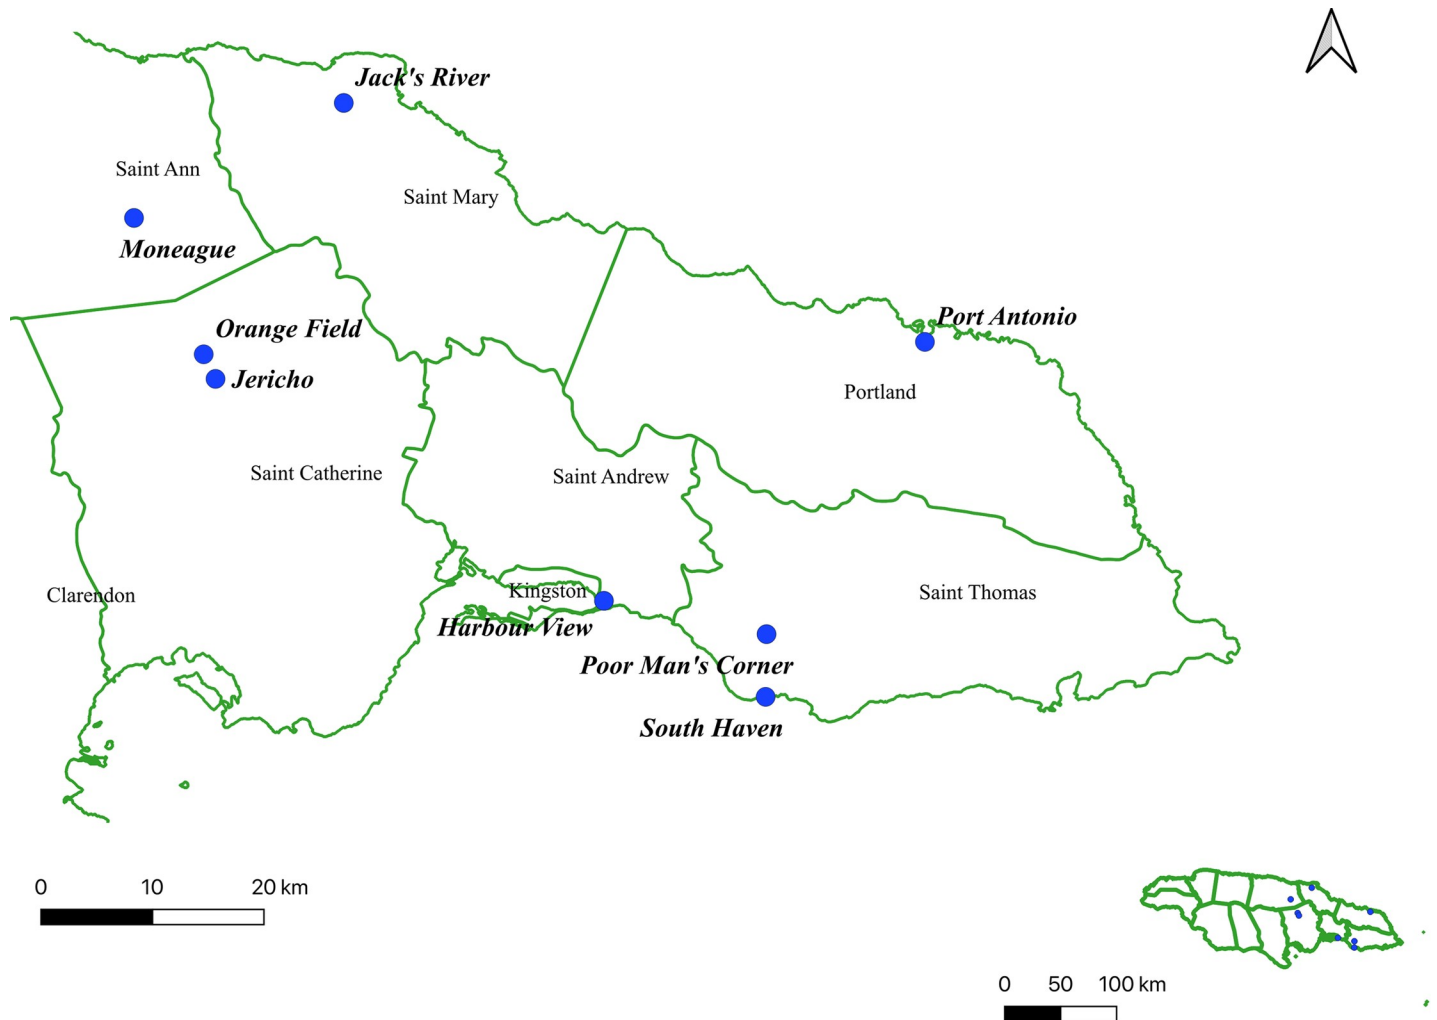 Jack's River
Saint Ann
Saint Mary
Moneague
Port Antonio
Orange Field
Jericho
Portland
Saint Catherine
Saint Andrew
Clarendon
Kingston
Saint Thomas
Harbour View
Poor Man's Corner
South Haven
0 10 20 km
0 50 100 km